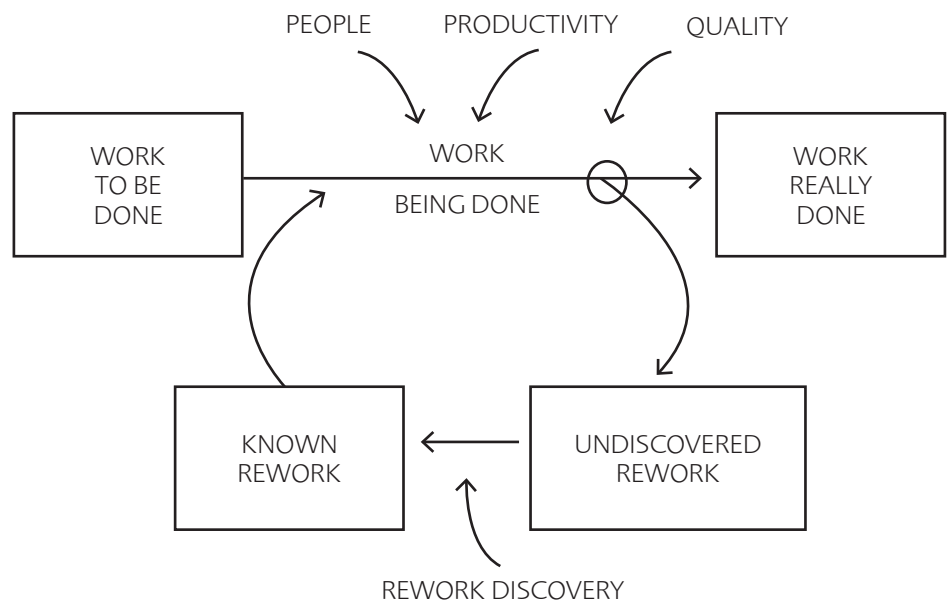 PEOPLE
PRODUCTIVITY
QUALITY
WORK
TO BE
DONE
WORK
BEING DONE
WORK
REALLY
DONE
KNOWN
REWORK
UNDISCOVERED
REWORK
REWORK DISCOVERY